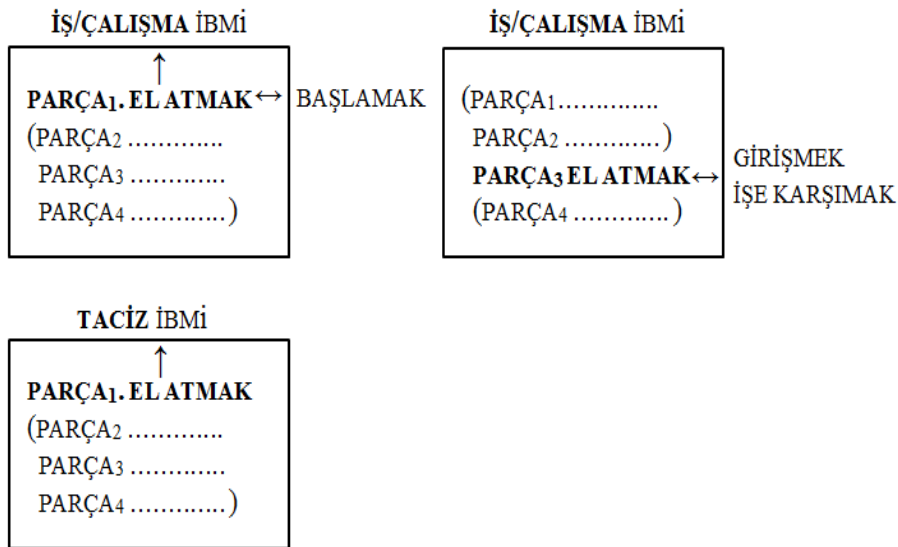 İŞ/ÇALIŞMA İBMİ
↑
PARÇA1. EL ATMAK ↔ BAŞLAMAK
(PARÇA2 .............
PARÇA3 .............
PARÇA4 .............)
İŞ/ÇALIŞMA İBMİ
(PARÇA1..............
PARÇA2 .............)
PARÇA3 EL ATMAK ↔ GİRİŞMEK
İŞE KARŞIMAK
(PARÇA4 .............)
TACİZ İBMİ
↑
PARÇA1. EL ATMAK
(PARÇA2 .............
PARÇA3 .............
PARÇA4 .............)